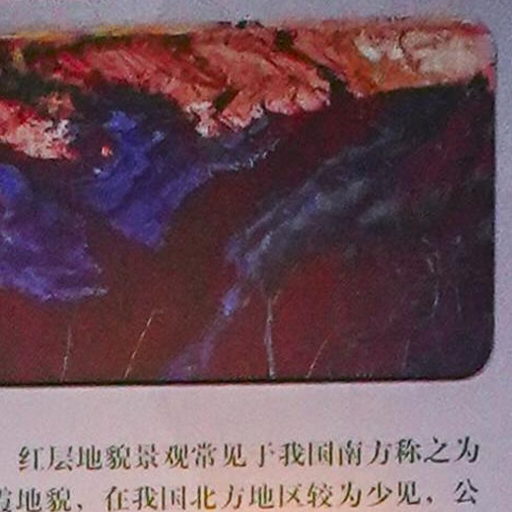 红层地貌景观常见于我国南方称之为
霞地貌，在我国北方地区较为少见，公